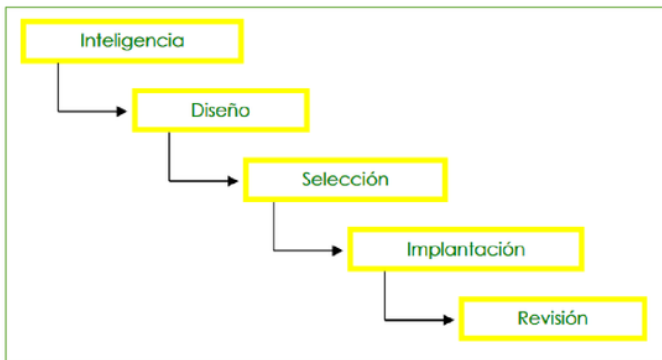 Inteligencia
Diseño
Selección
Implantación
Revisión